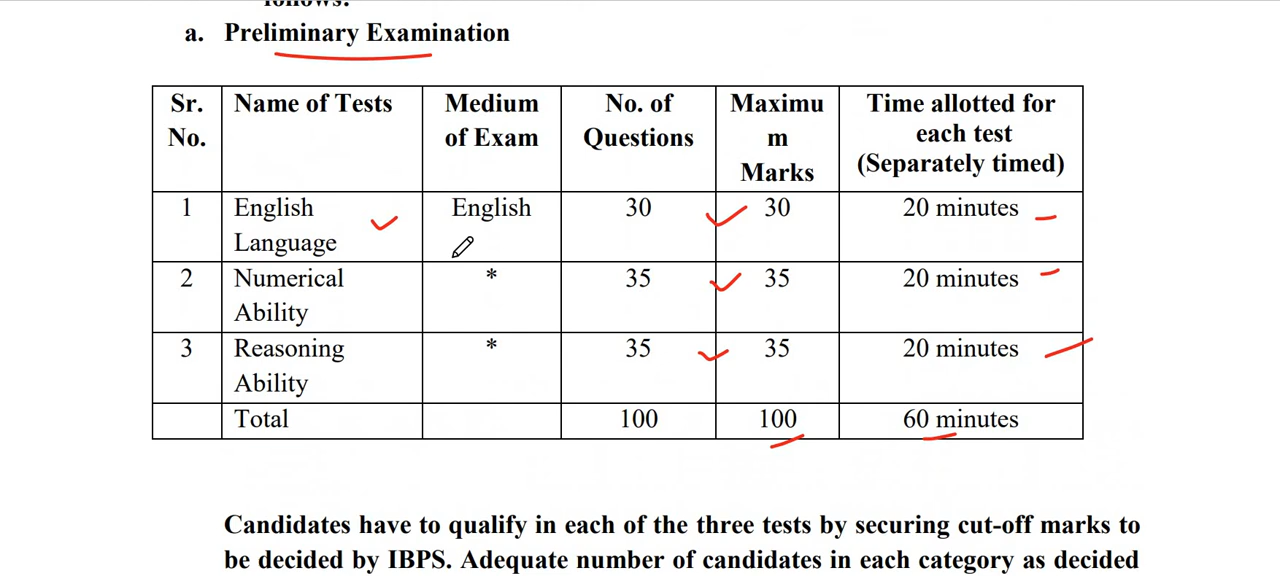 a. Preliminary Examination
Sr. No. Name of Tests Medium of Exam No. of Questions Maximu m Marks Time allotted for each test (Separately timed)
1 English Language English 30 30 20 minutes
2 Numerical Ability * 35 35 20 minutes
3 Reasoning Ability * 35 35 20 minutes
Total 100 100 60 minutes
Candidates have to qualify in each of the three tests by securing cut-off marks to
be decided by IBPS. Adequate number of candidates in each category as decided